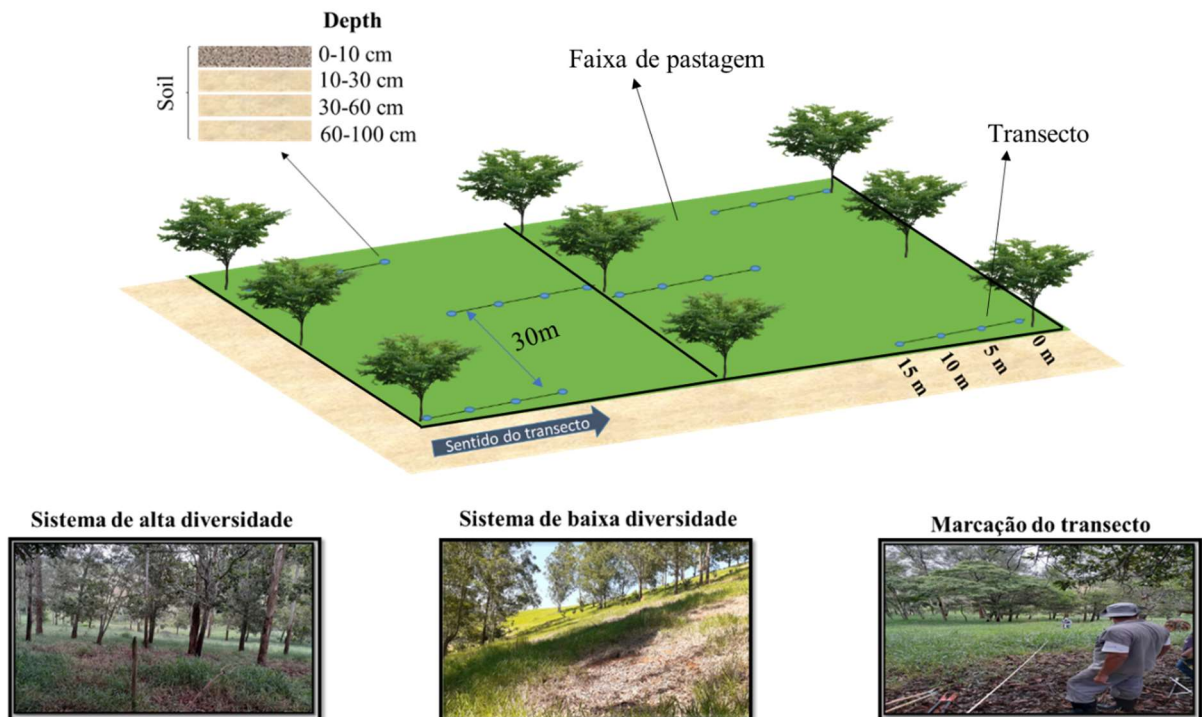 Depth
Soil
0-10 cm
10-30 cm
30-60 cm
60-100 cm
Faixa de pastagem
Transecto
30m
0 m
5 m
10 m
15 m
Sentido do transecto
Sistema de alta diversidade
Sistema de baixa diversidade
Marcação do transecto